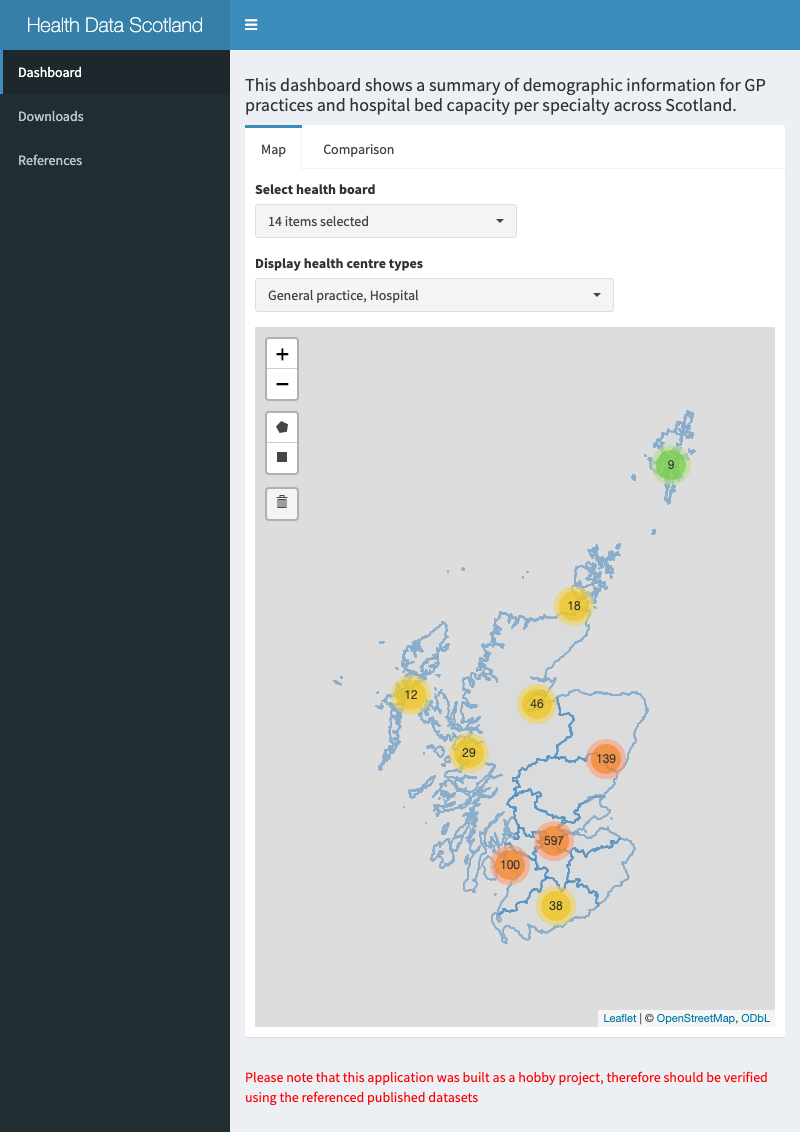 Health Data Scotland
Dashboard
Downloads
References
This dashboard shows a summary of demographic information for GP
practices and hospital bed capacity per specialty across Scotland.
Map
Comparison
Select health board
14 items selected
Display health centre types
General practice, Hospital
+
−
9
18
12
46
29
139
597
100
38
Leaflet | © OpenStreetMap, ODbL
Please note that this application was built as a hobby project, therefore should be verified
using the referenced published datasets